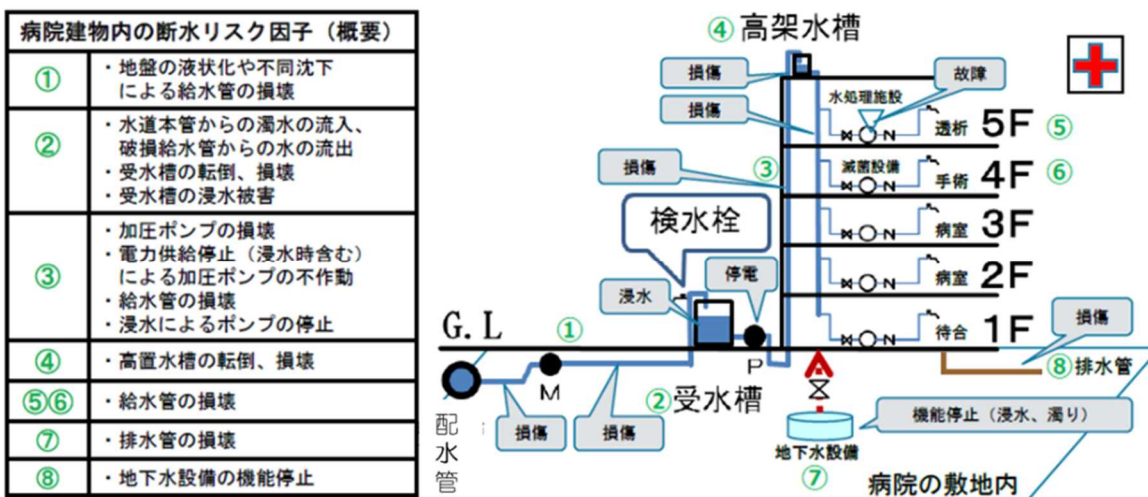 病院建物内の断水リスク因子（概要）
①
・地盤の液状化や不同沈下
による給水管の損壊
②
・水道本管からの濁水の流入、
破損給水管からの水の流出
・受水槽の転倒、損壊
・受水槽の浸水被害
③
・加圧ポンプの損壊
・電力供給停止（浸水時含む）
による加圧ポンプの不作動
・給水管の損壊
・浸水によるポンプの停止
④
・高置水槽の転倒、損壊
⑤⑥
・給水管の損壊
⑦
・排水管の損壊
⑧
・地下水設備の機能停止
④高架水槽
損傷
故障
水処理施設
損傷
N
透析
5F
⑤
③
損傷
滅菌設備
N
手術
4F
⑥
検水栓
N
病室
3F
停電
浸水
N
病室
2F
G.L
①
N
待合
1F
損傷
M
P
⑧排水管
②受水槽
配水管
損傷
損傷
機能停止（浸水、濁り）
地下水設備
⑦
病院の敷地内